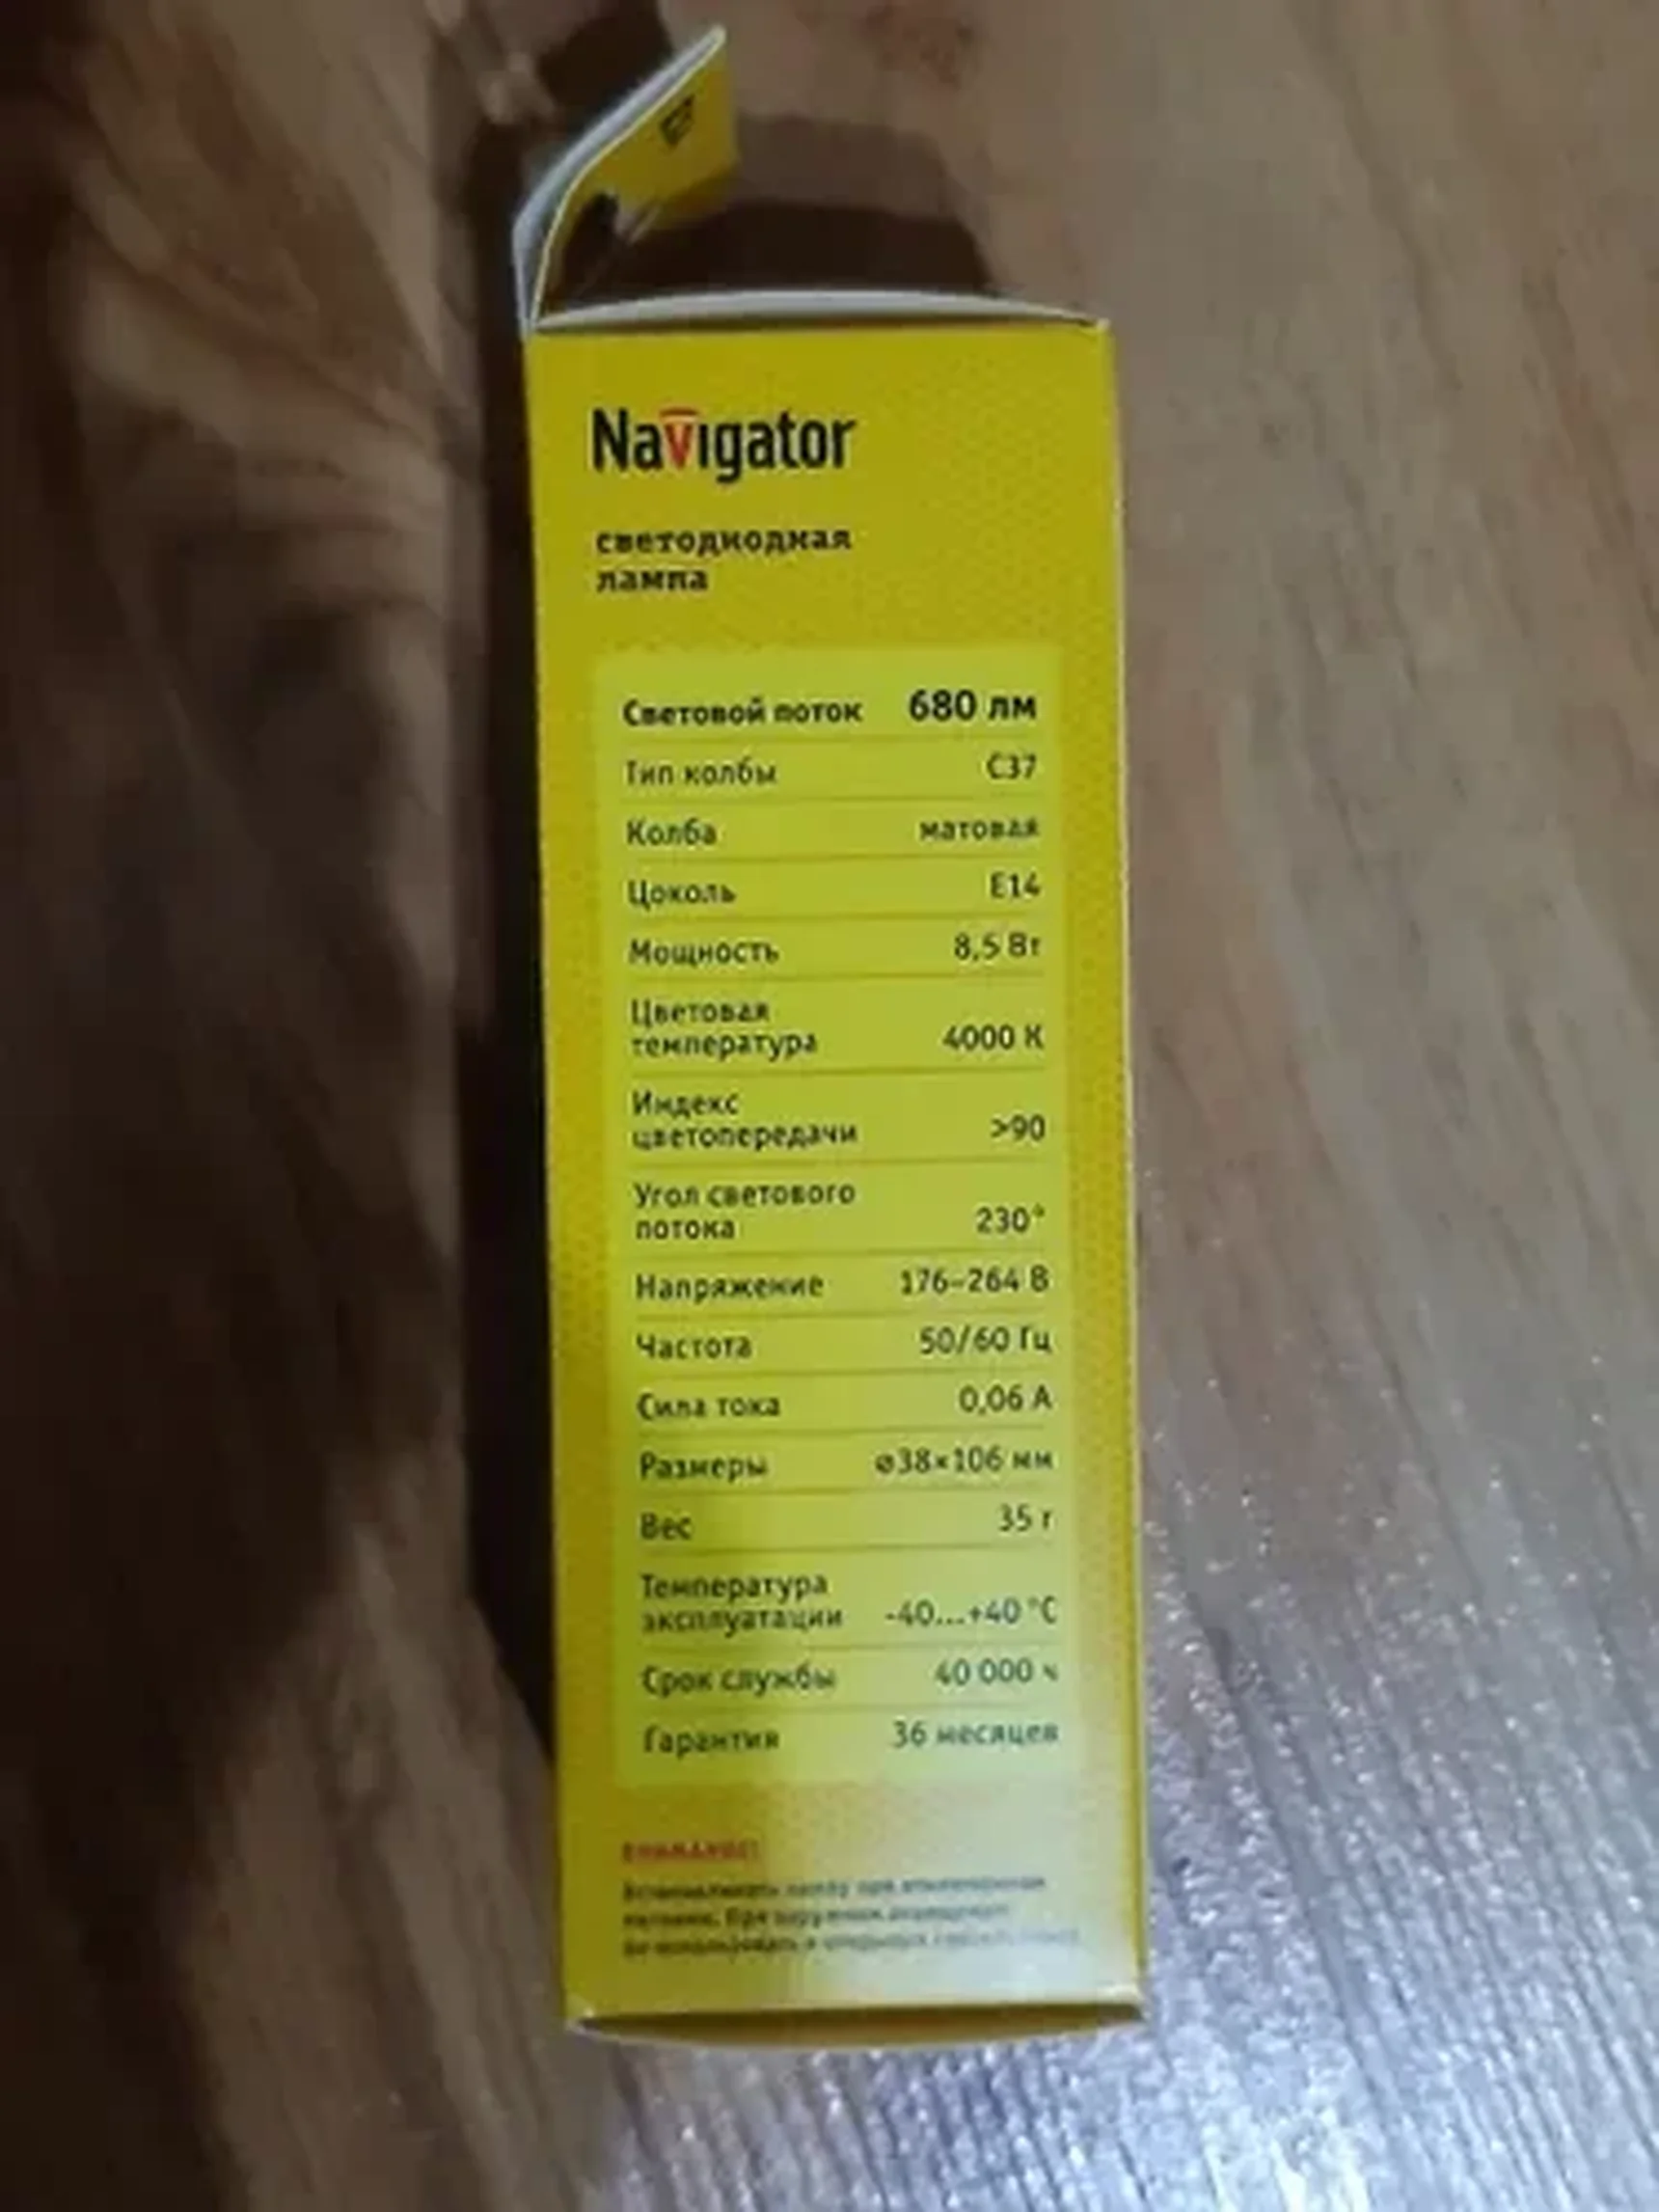 Navigator
светодиодная
лампа
Световой поток 680 лм
Тип колбы C37
Колба матовая
Цоколь E14
Мощность 8,5 Вт
Цветовая
температура 4000 К
Индекс
цветопередачи >90
Угол светового
потока 230°
Напряжение 176–264 В
Частота 50/60 Гц
Сила тока 0,06 А
Размеры ⌀38×106 мм
Вес 35 г
Температура
эксплуатации -40...+40 °C
Срок службы 40 000 ч
Гарантия 36 месяцев
ВНИМАНИЕ!